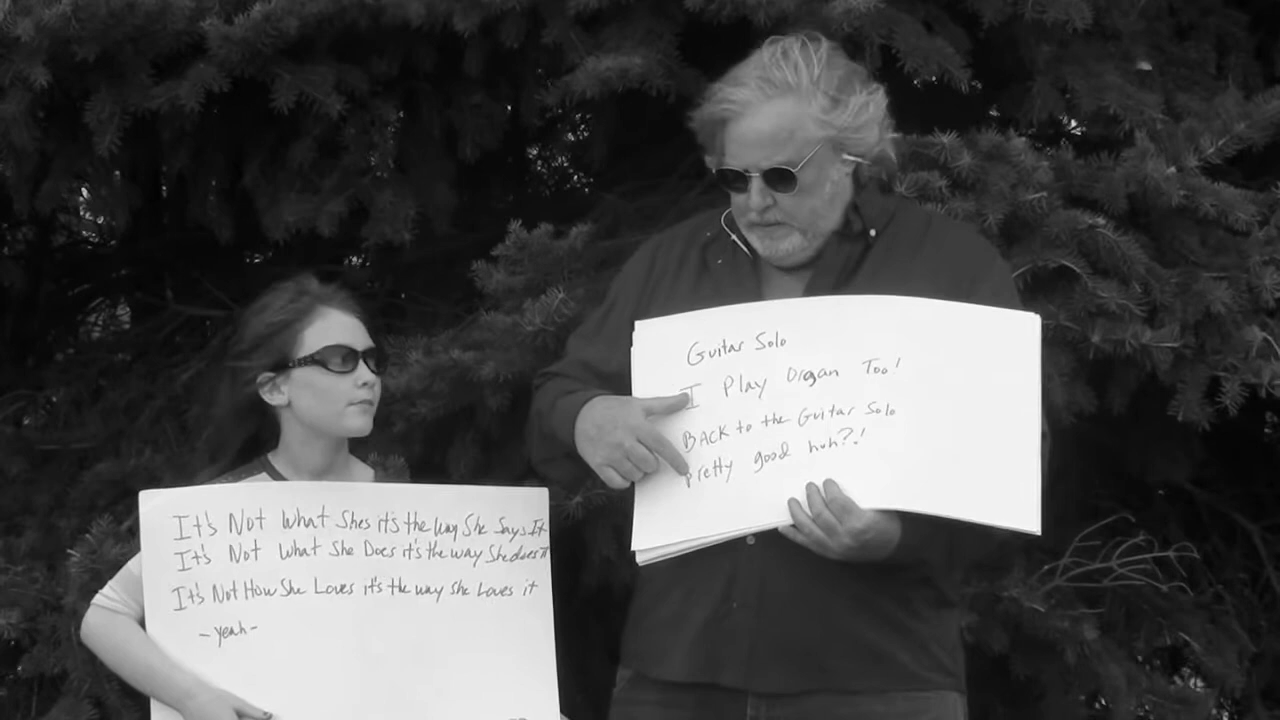 It's Not What Shes it's the way She Says It
It's Not What She Does it's the way She does IT
It's Not How She Loves it's the way she Loves it
- yeah -
Guitar Solo
I Play Organ Too!
BACK to the Guitar Solo
pretty good huh?!